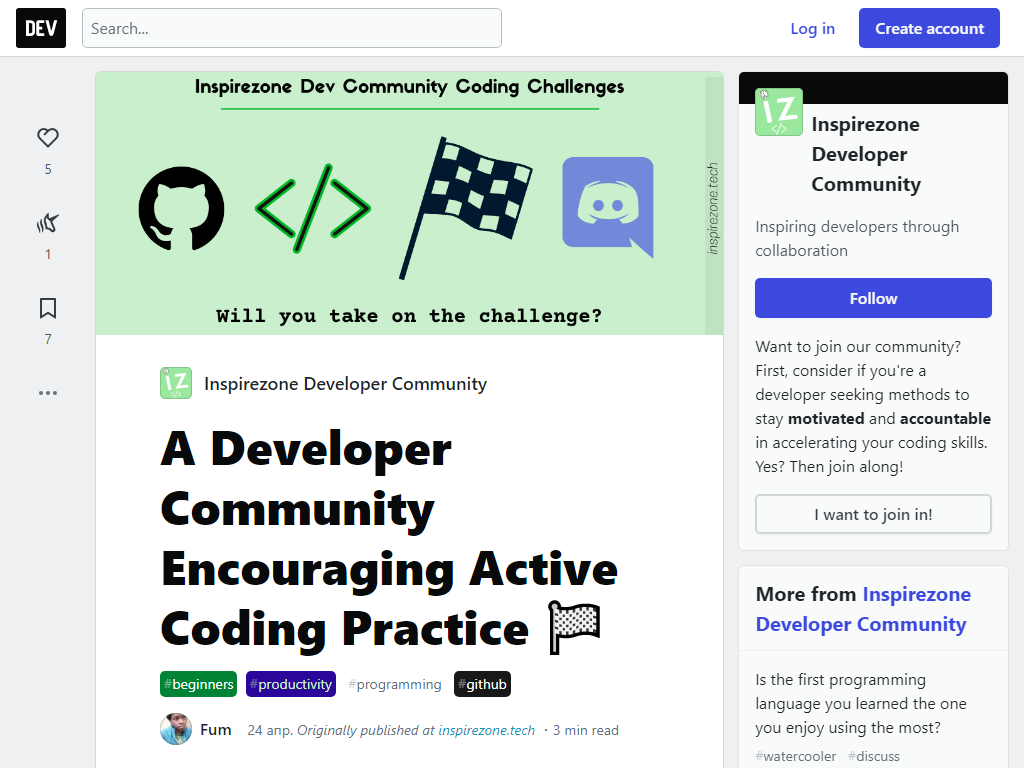 DEV
Search...
Log in
Create account
Inspirezone Dev Community Coding Challenges
inspirezone.tech
Will you take on the challenge?
5
1
7
Inspirezone Developer Community
A Developer
Community
Encouraging Active
Coding Practice
#beginners #productivity #programming #github
Fum 24 апр. Originally published at inspirezone.tech ・3 min read
IZ
Inspirezone
Developer
Community
Inspiring developers through
collaboration
Follow
Want to join our community?
First, consider if you're a
developer seeking methods to
stay motivated and accountable
in accelerating your coding skills.
Yes? Then join along!
I want to join in!
More from Inspirezone
Developer Community
Is the first programming
language you learned the one
you enjoy using the most?
#watercooler #discuss